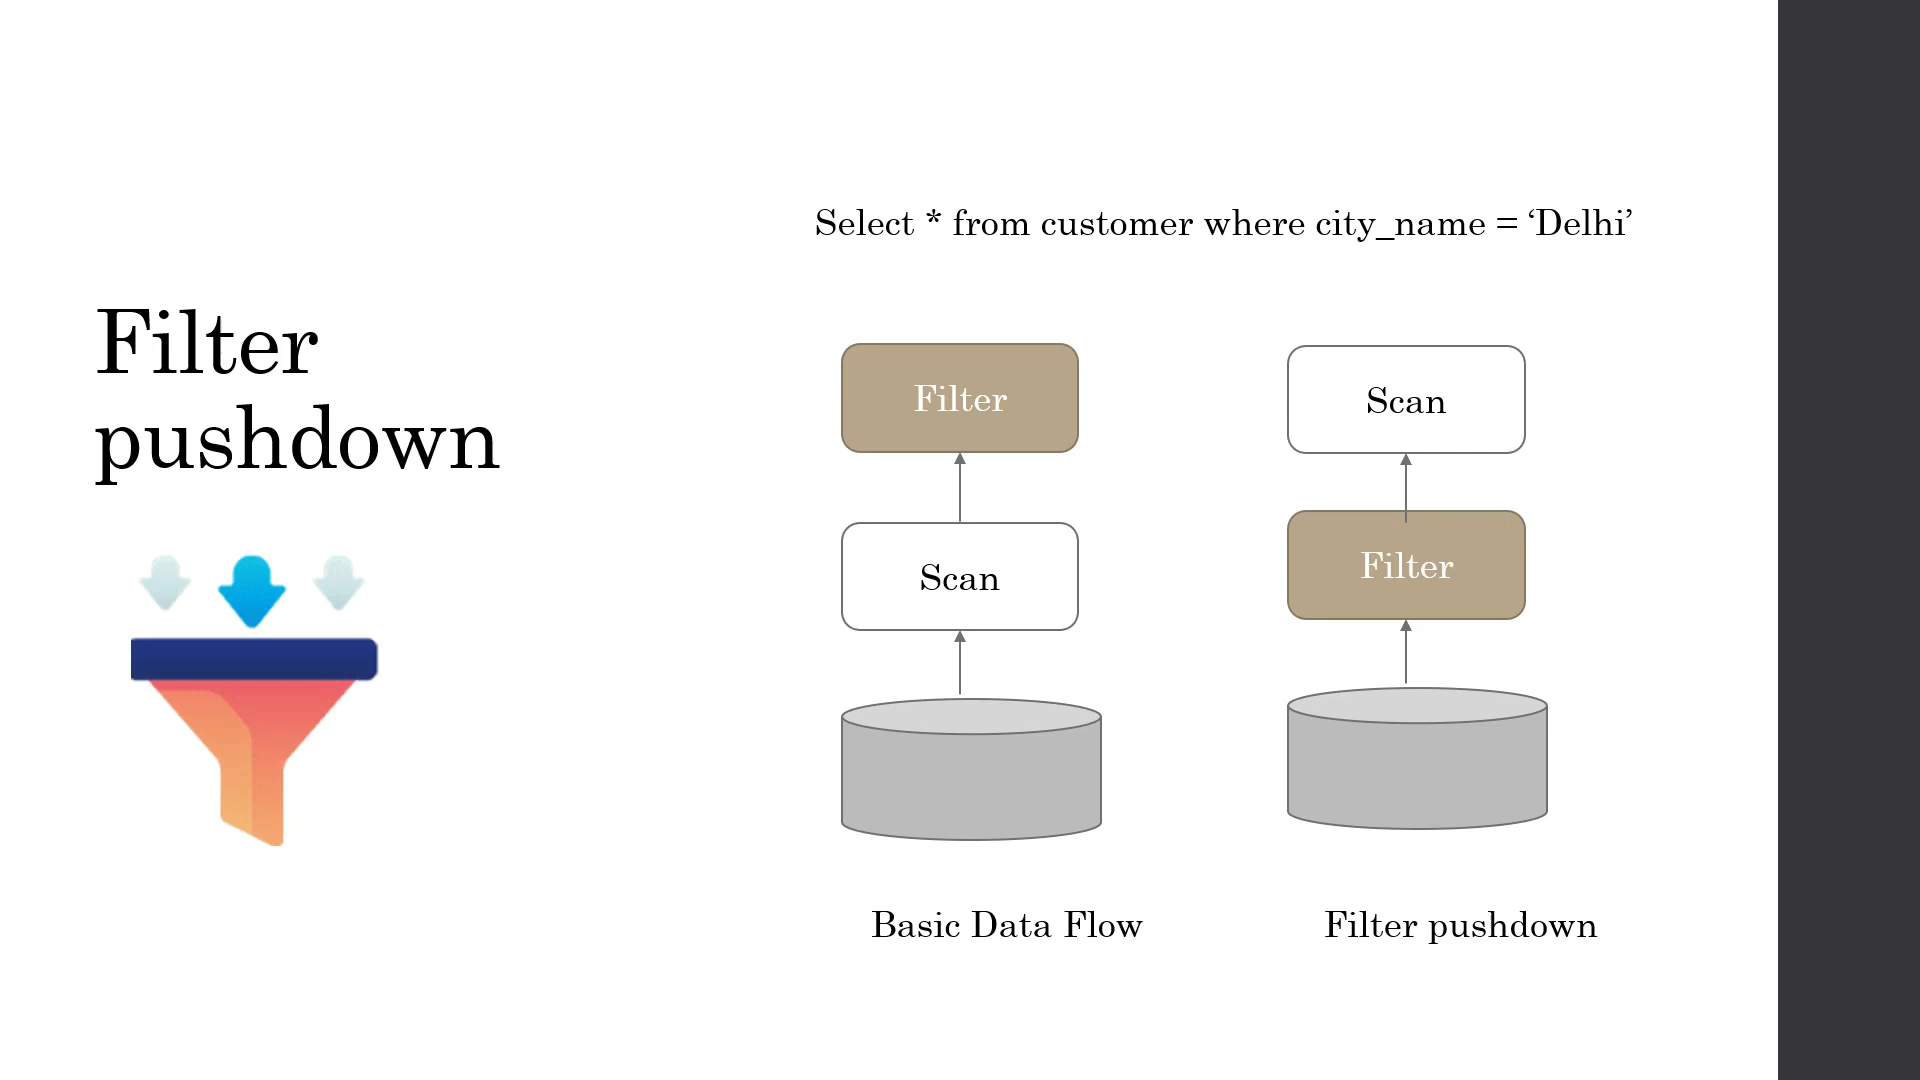 Filter
pushdown
Select * from customer where city_name = ‘Delhi’
Filter
Scan
Basic Data Flow
Scan
Filter
Filter pushdown